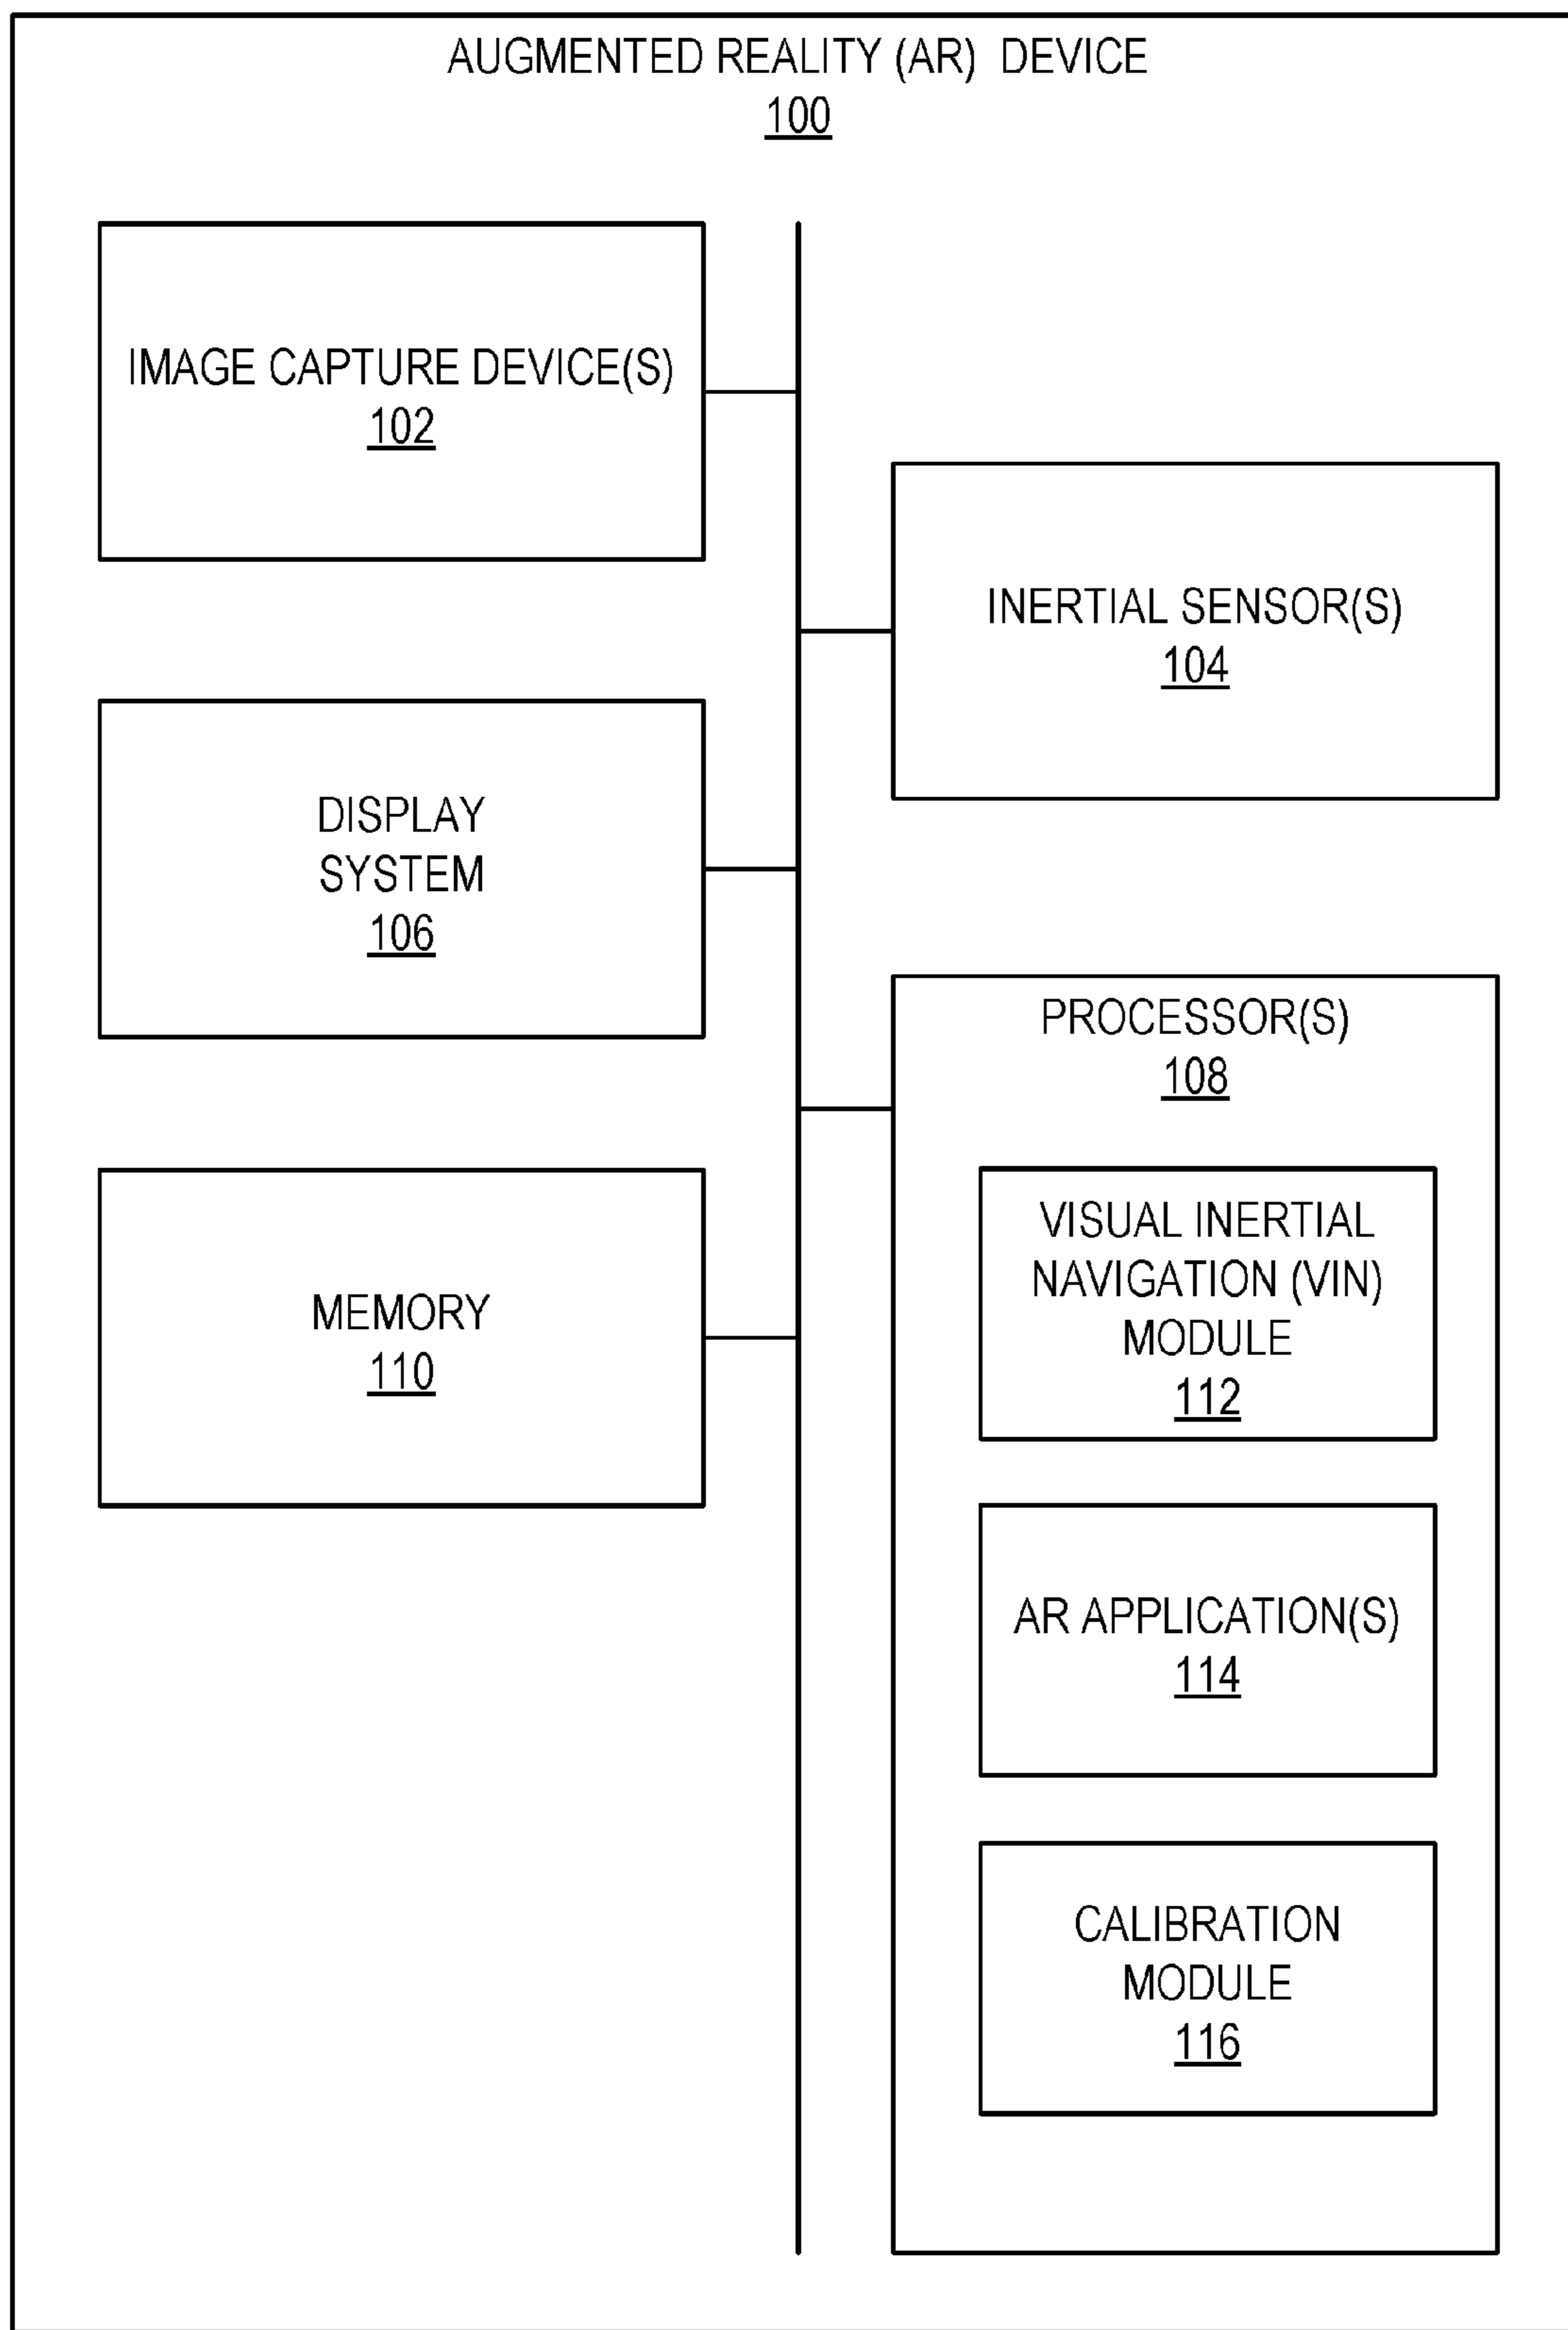 AUGMENTED REALITY (AR) DEVICE
100
IMAGE CAPTURE DEVICE(S)
102
INERTIAL SENSOR(S)
104
DISPLAY
SYSTEM
106
PROCESSOR(S)
108
MEMORY
110
VISUAL INERTIAL
NAVIGATION (VIN)
MODULE
112
AR APPLICATION(S)
114
CALIBRATION
MODULE
116